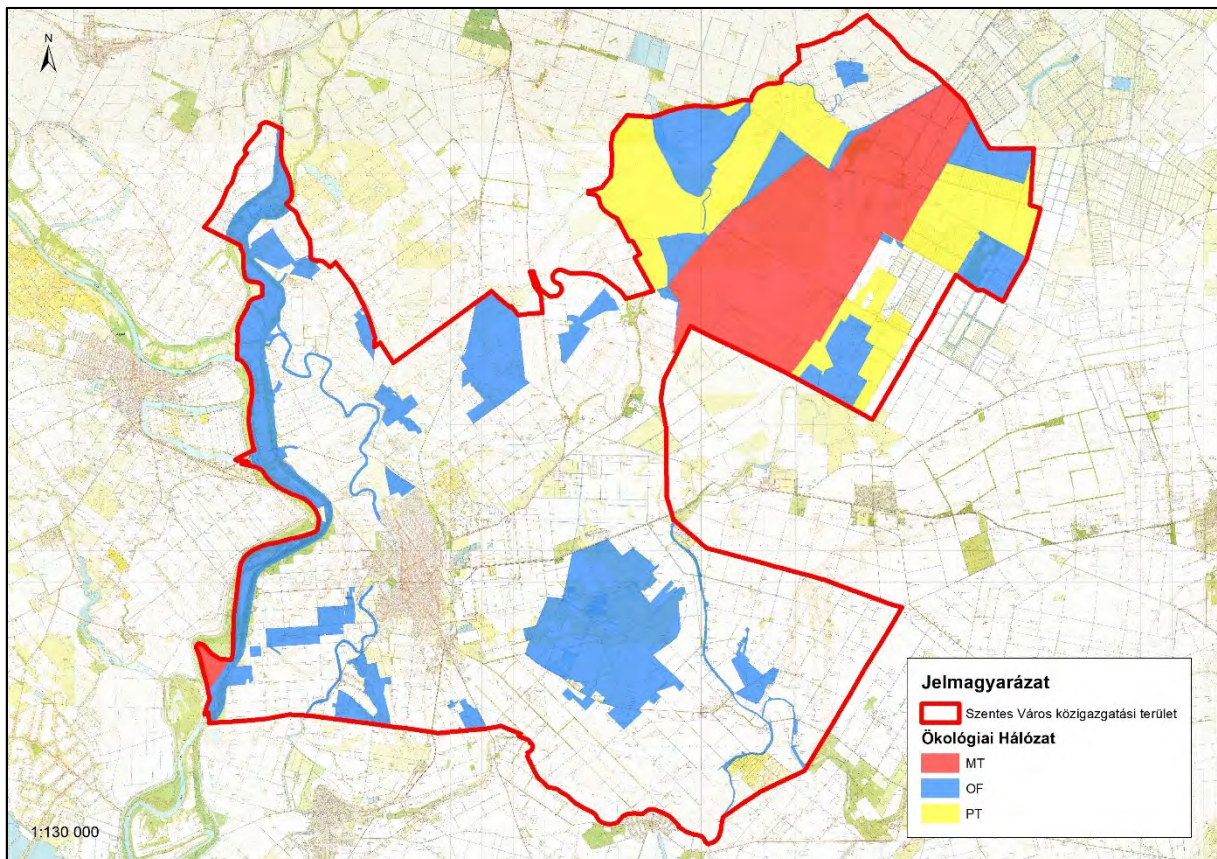 N
Jelmagyarázat
Szentes Város közigazgatási terület
Ökológiai Hálózat
MT
OF
PT
1:130 000